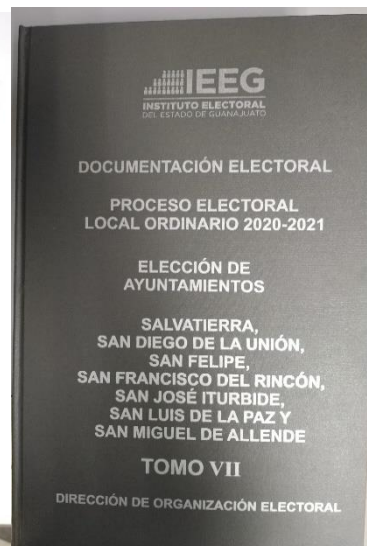 IEEG
INSTITUTO ELECTORAL
DEL ESTADO DE GUANAJUATO
DOCUMENTACIÓN ELECTORAL
PROCESO ELECTORAL
LOCAL ORDINARIO 2020-2021
ELECCIÓN DE
AYUNTAMIENTOS
SALVATIERRA,
SAN DIEGO DE LA UNIÓN,
SAN FELIPE,
SAN FRANCISCO DEL RINCÓN,
SAN JOSÉ ITURBIDE,
SAN LUIS DE LA PAZ Y
SAN MIGUEL DE ALLENDE
TOMO VII
DIRECCIÓN DE ORGANIZACIÓN ELECTORAL